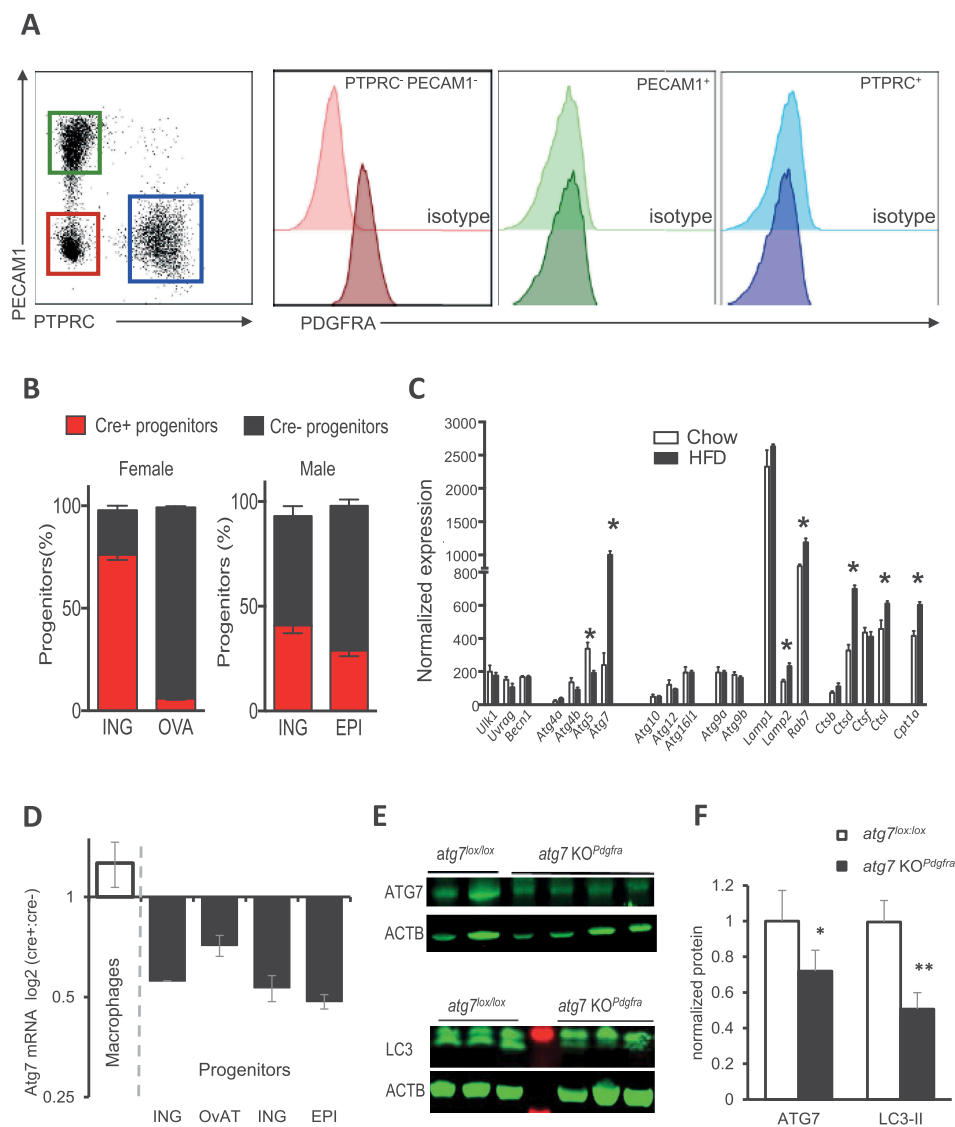 A
PTPRC- PECAM1-
PECAM1+
PTPRC+
isotype
isotype
isotype
PECAM1
PTPRC
PDGFRA
B
Cre+ progenitors
Cre- progenitors
Female
Male
Progenitors(%)
100
50
0
ING
OVA
Progenitors (%)
100
50
0
ING
EPI
C
Chow
HFD
Normalized expression
3000
2500
2000
1500
1000
800
600
400
200
0
*
*
*
*
*
*
*
Ulk1
Uvrag
Becn1
Atg4a
Atg4b
Atg5
Atg7
Atg10
Atg12
Atg16l1
Atg9a
Atg9b
Lamp1
Lamp2
Rab7
Ctsb
Ctsd
Ctsf
Ctsl
Cpt1a
D
Atg7 mRNA log2 (cre+:cre-)
1
0.5
0.25
Macrophages
Progenitors
ING
OvAT
ING
EPI
E
atg7lox/lox
atg7 KOPdgfra
ATG7
ACTB
atg7lox/lox
atg7 KOPdgfra
LC3
ACTB
F
atg7lox:lox
atg7 KOPdgfra
normalized protein
1.2
1
0.8
0.6
0.4
0.2
0
*
**
ATG7
LC3-II